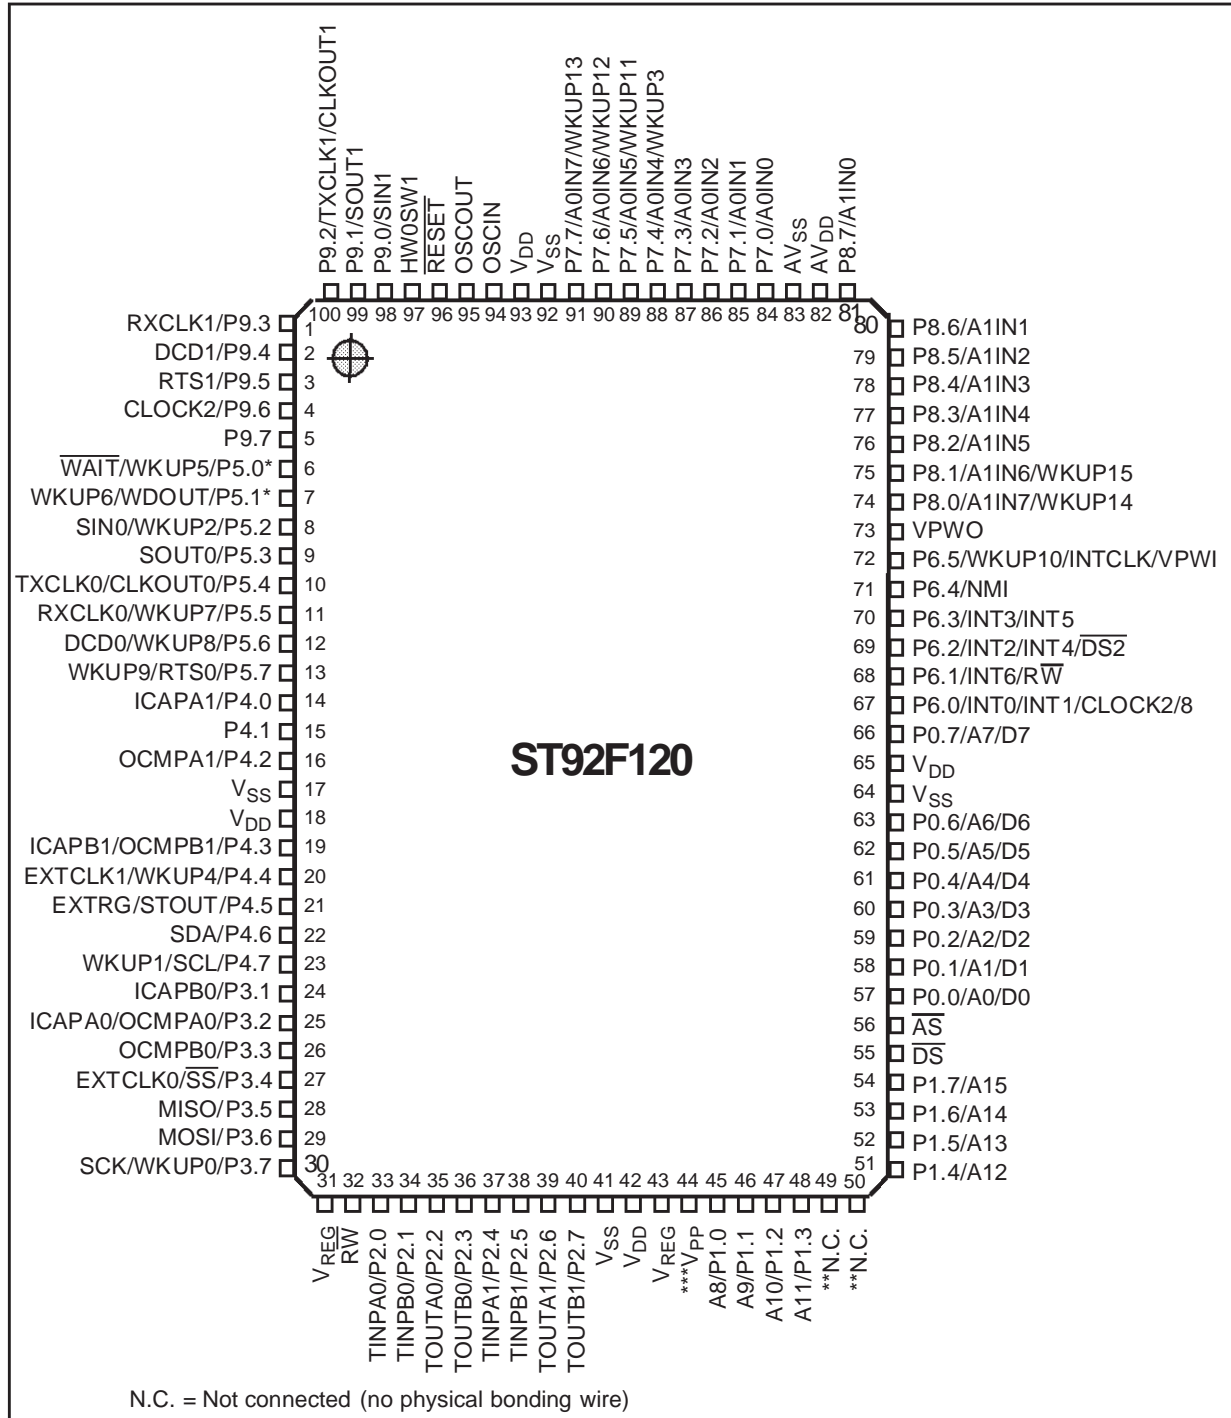 P9.2/TXCLK1/CLKOUT1
P9.1/SOUT1
P9.0/SIN1
HW0SW1
RESET
OSCOUT
OSCIN
VDD
VSS
P7.7/A0IN7/WKUP13
P7.6/A0IN6/WKUP12
P7.5/A0IN5/WKUP11
P7.4/A0IN4/WKUP3
P7.3/A0IN3
P7.2/A0IN2
P7.1/A0IN1
P7.0/A0IN0
AVSS
AVDD
P8.7/A1IN0
100 99 98 97 96 95 94 93 92 91 90 89 88 87 86 85 84 83 82 81
RXCLK1/P9.3 1
DCD1/P9.4 2
RTS1/P9.5 3
CLOCK2/P9.6 4
P9.7 5
WAIT/WKUP5/P5.0* 6
WKUP6/WDOUT/P5.1* 7
SIN0/WKUP2/P5.2 8
SOUT0/P5.3 9
TXCLK0/CLKOUT0/P5.4 10
RXCLK0/WKUP7/P5.5 11
DCD0/WKUP8/P5.6 12
WKUP9/RTS0/P5.7 13
ICAPA1/P4.0 14
P4.1 15
OCMPA1/P4.2 16
VSS 17
VDD 18
ICAPB1/OCMPB1/P4.3 19
EXTCLK1/WKUP4/P4.4 20
EXTRG/STOUT/P4.5 21
SDA/P4.6 22
WKUP1/SCL/P4.7 23
ICAPB0/P3.1 24
ICAPA0/OCMPA0/P3.2 25
OCMPB0/P3.3 26
EXTCLK0/SS/P3.4 27
MISO/P3.5 28
MOSI/P3.6 29
SCK/WKUP0/P3.7 30
ST92F120
80 P8.6/A1IN1
79 P8.5/A1IN2
78 P8.4/A1IN3
77 P8.3/A1IN4
76 P8.2/A1IN5
75 P8.1/A1IN6/WKUP15
74 P8.0/A1IN7/WKUP14
73 VPWO
72 P6.5/WKUP10/INTCLK/VPWI
71 P6.4/NMI
70 P6.3/INT3/INT5
69 P6.2/INT2/INT4/DS2
68 P6.1/INT6/RW
67 P6.0/INT0/INT1/CLOCK2/8
66 P0.7/A7/D7
65 VDD
64 VSS
63 P0.6/A6/D6
62 P0.5/A5/D5
61 P0.4/A4/D4
60 P0.3/A3/D3
59 P0.2/A2/D2
58 P0.1/A1/D1
57 P0.0/A0/D0
56 AS
55 DS
54 P1.7/A15
53 P1.6/A14
52 P1.5/A13
51 P1.4/A12
31 32 33 34 35 36 37 38 39 40 41 42 43 44 45 46 47 48 49 50
VREG
RW
TINPA0/P2.0
TINPB0/P2.1
TOUTA0/P2.2
TOUTB0/P2.3
TINPA1/P2.4
TINPB1/P2.5
TOUTA1/P2.6
TOUTB1/P2.7
VSS
VDD
VREG
***VPP
A8/P1.0
A9/P1.1
A10/P1.2
A11/P1.3
**N.C.
**N.C.
N.C. = Not connected (no physical bonding wire)